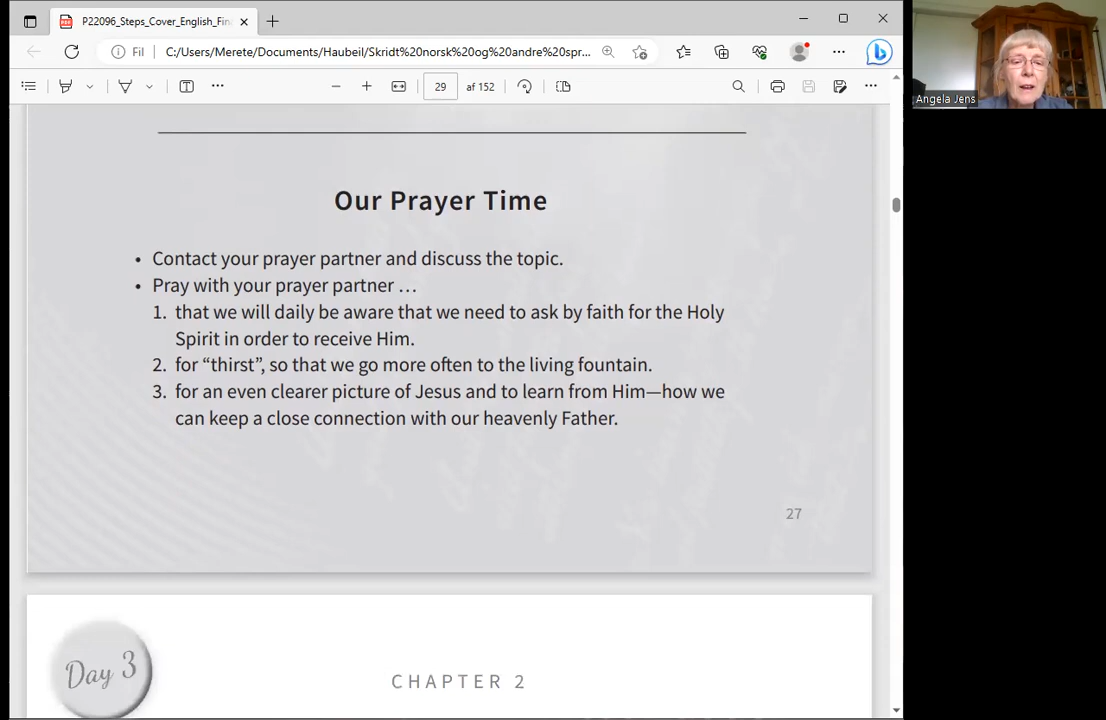 P22096_Steps_Cover_English_Fin
Fil
C:/Users/Merete/Documents/Haubeil/Skridt%20norsk%20og%20andre%20spr...
29 af 152
Angela Jens
Our Prayer Time
• Contact your prayer partner and discuss the topic.
• Pray with your prayer partner …
1. that we will daily be aware that we need to ask by faith for the Holy
Spirit in order to receive Him.
2. for “thirst”, so that we go more often to the living fountain.
3. for an even clearer picture of Jesus and to learn from Him—how we
can keep a close connection with our heavenly Father.
27
Day 3
CHAPTER 2